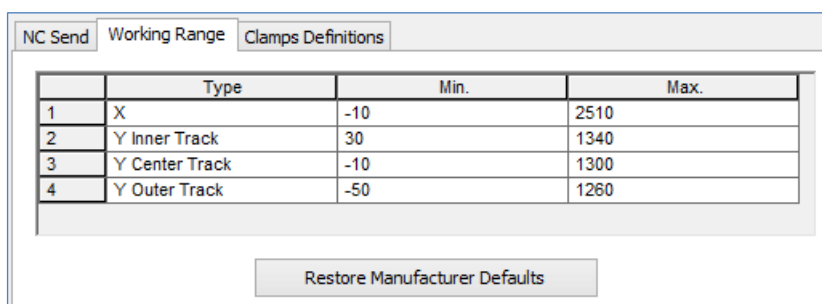 NC Send Working Range Clamps Definitions
Type Min. Max.
1 X -10 2510
2 Y Inner Track 30 1340
3 Y Center Track -10 1300
4 Y Outer Track -50 1260
Restore Manufacturer Defaults